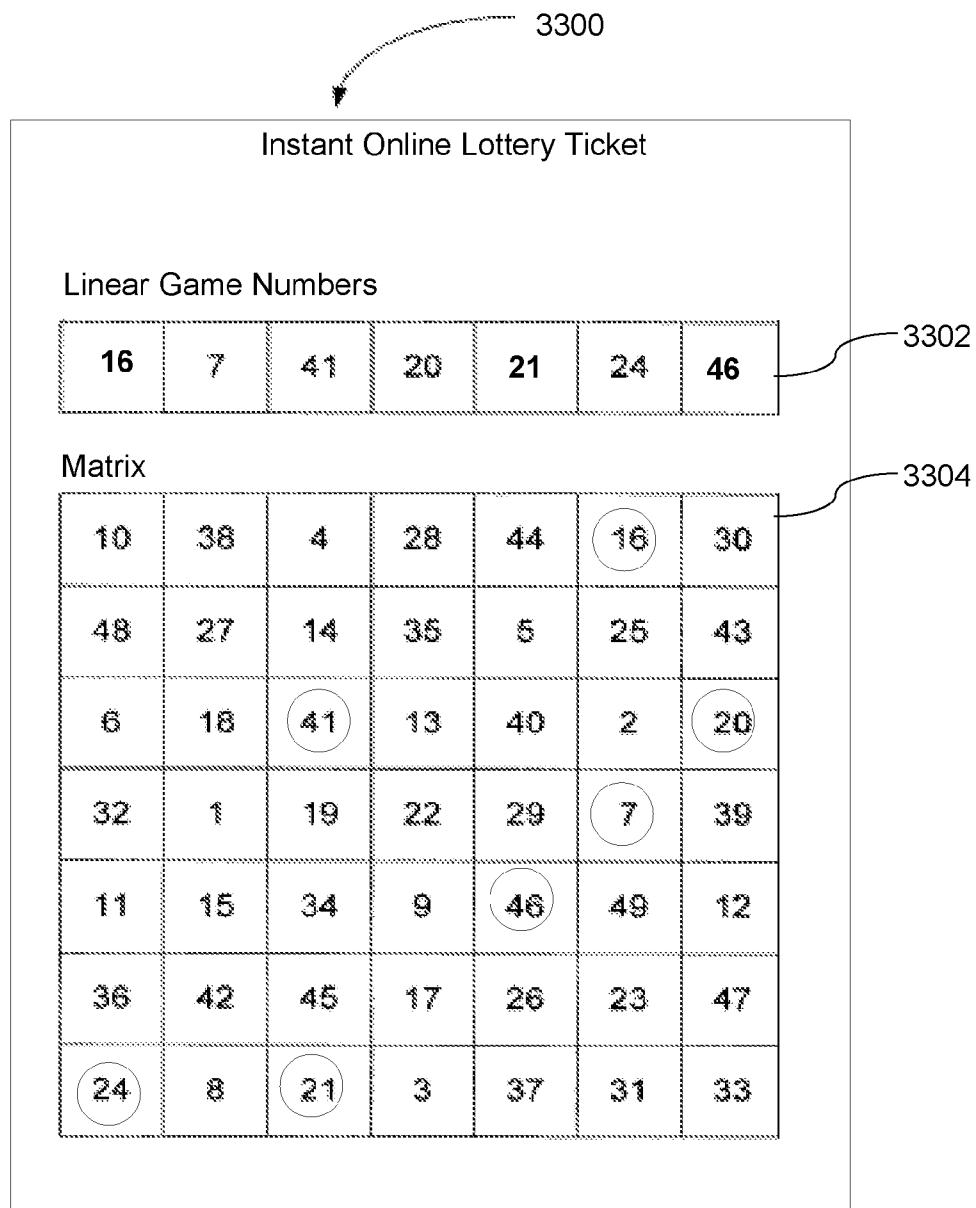 3300
Instant Online Lottery Ticket
Linear Game Numbers
16 7 41 20 21 24 46
3302
Matrix
3304
10 38 4 28 44 16 30
48 27 14 35 5 25 43
6 18 41 13 40 2 20
32 1 19 22 29 7 39
11 15 34 9 46 49 12
36 42 45 17 26 23 47
24 8 21 3 37 31 33